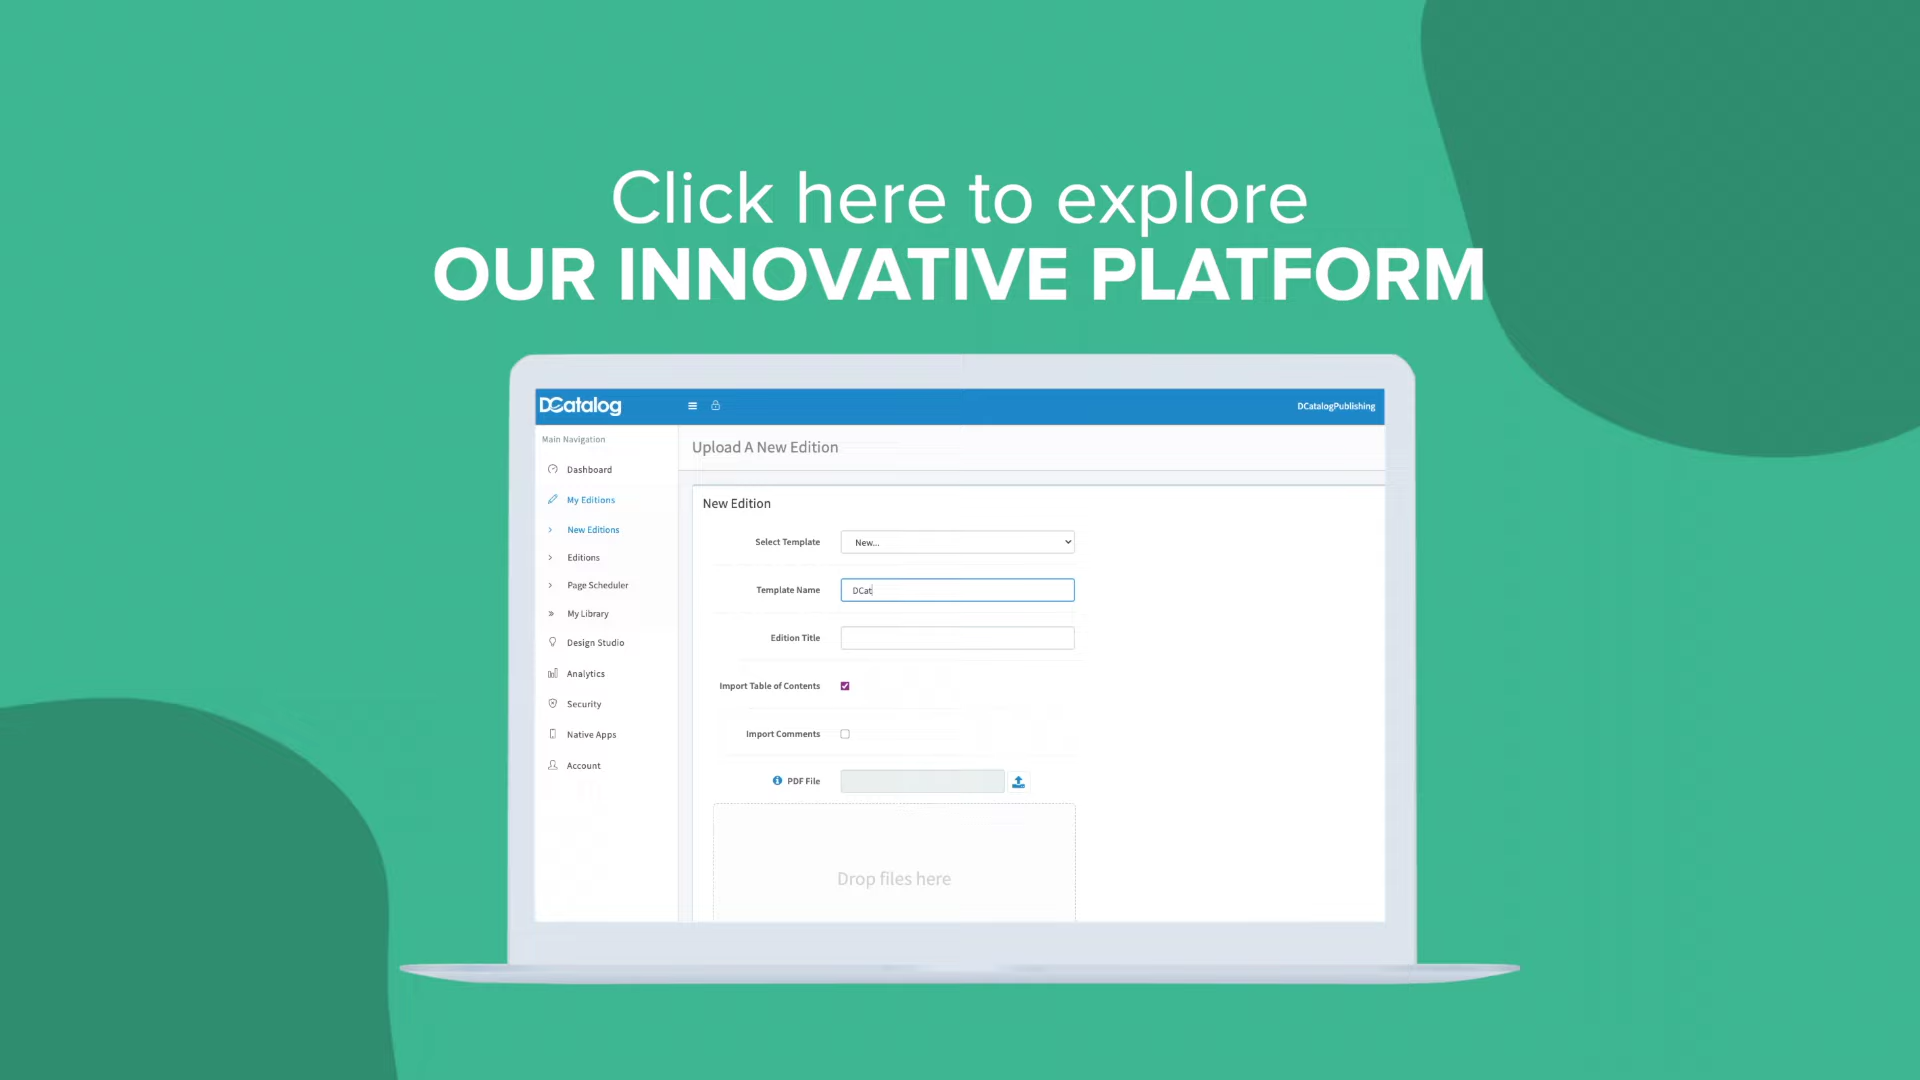 Click here to explore
OUR INNOVATIVE PLATFORM
DCatalog
DCatalogPublishing
Main Navigation
Dashboard
My Editions
New Editions
Editions
Page Scheduler
My Library
Design Studio
Analytics
Security
Native Apps
Account
Upload A New Edition
New Edition
Select Template
New...
Template Name
DCat
Edition Title
Import Table of Contents
Import Comments
PDF File
Drop files here